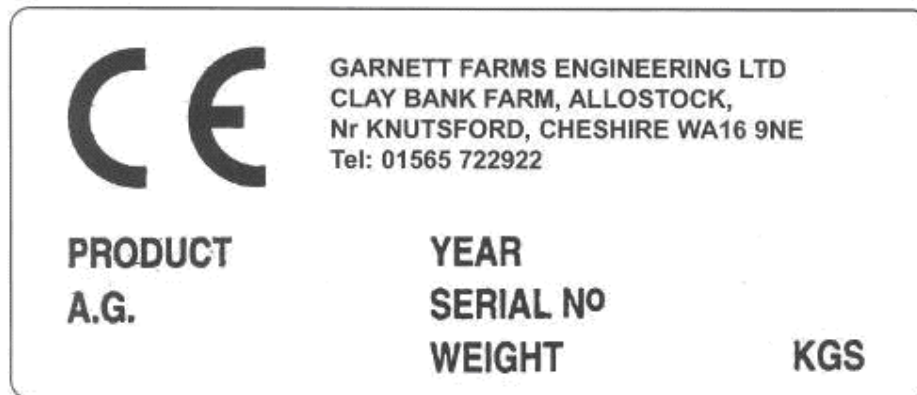 CE
GARNETT FARMS ENGINEERING LTD
CLAY BANK FARM, ALLOSTOCK,
Nr KNUTSFORD, CHESHIRE WA16 9NE
Tel: 01565 722922
PRODUCT YEAR
A.G. SERIAL NO
WEIGHT KGS